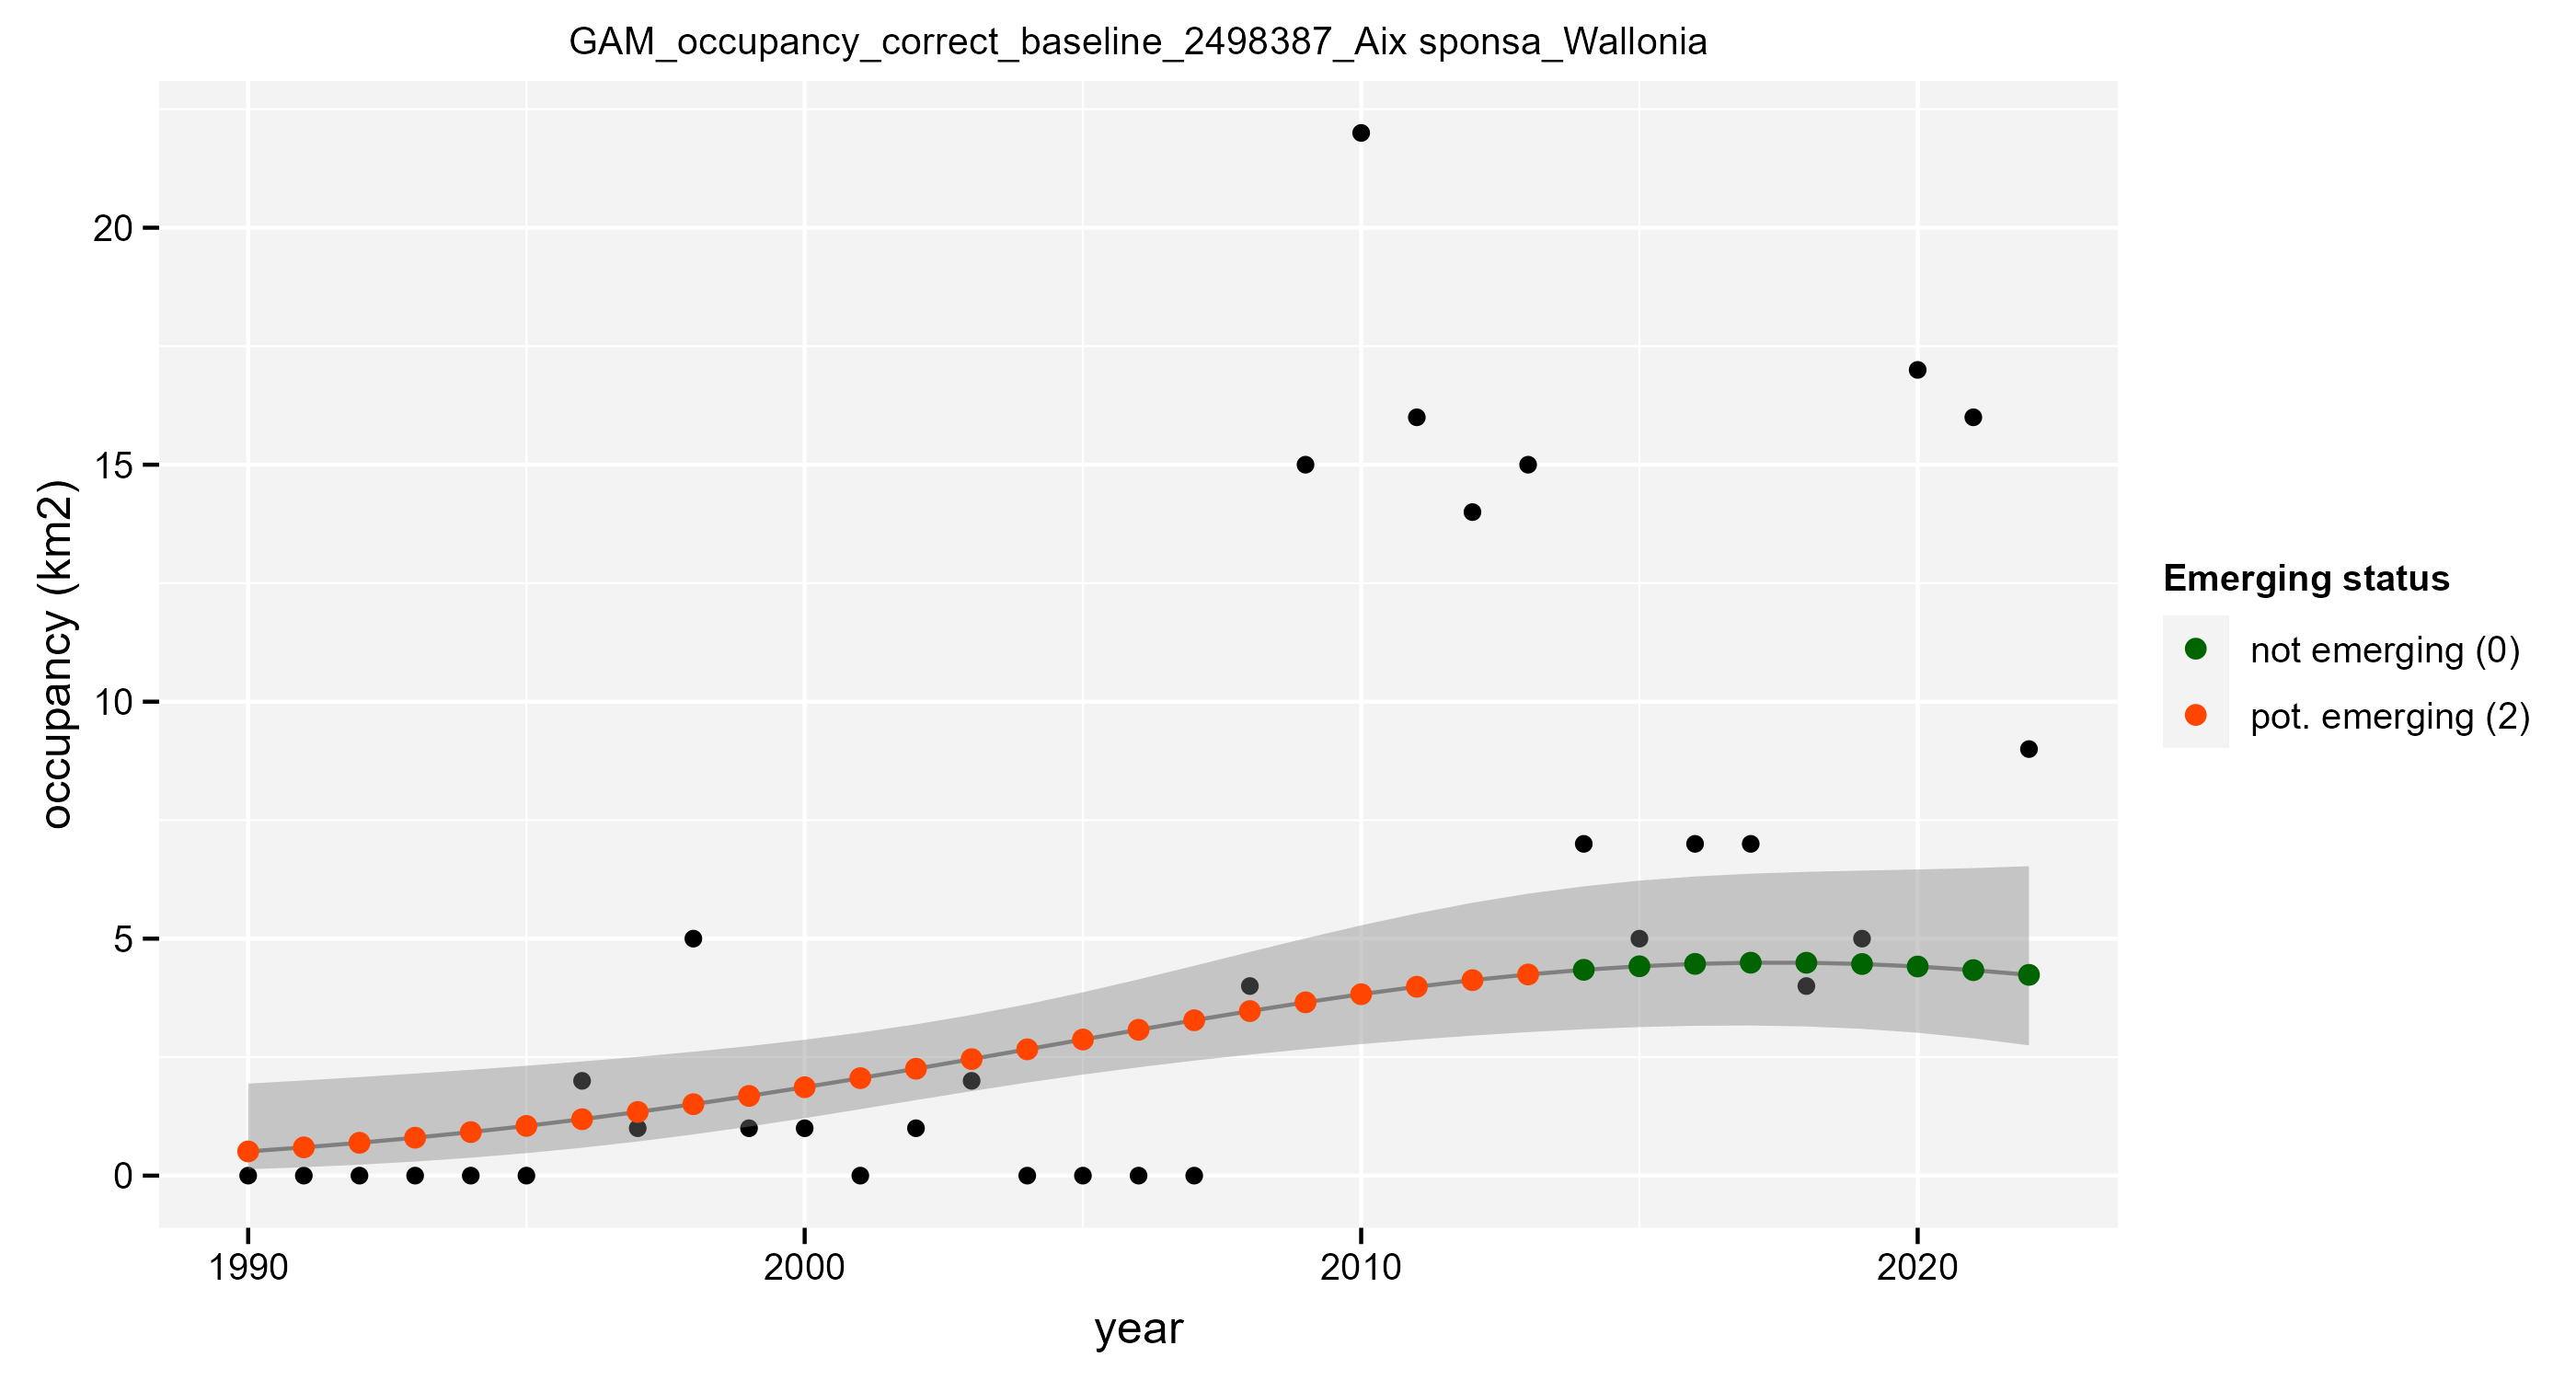 GAM_occupancy_correct_baseline_2498387_Aix sponsa_Wallonia
occupancy (km2)
20
15
10
5
0
1990 2000 2010 2020
year
Emerging status
not emerging (0)
pot. emerging (2)